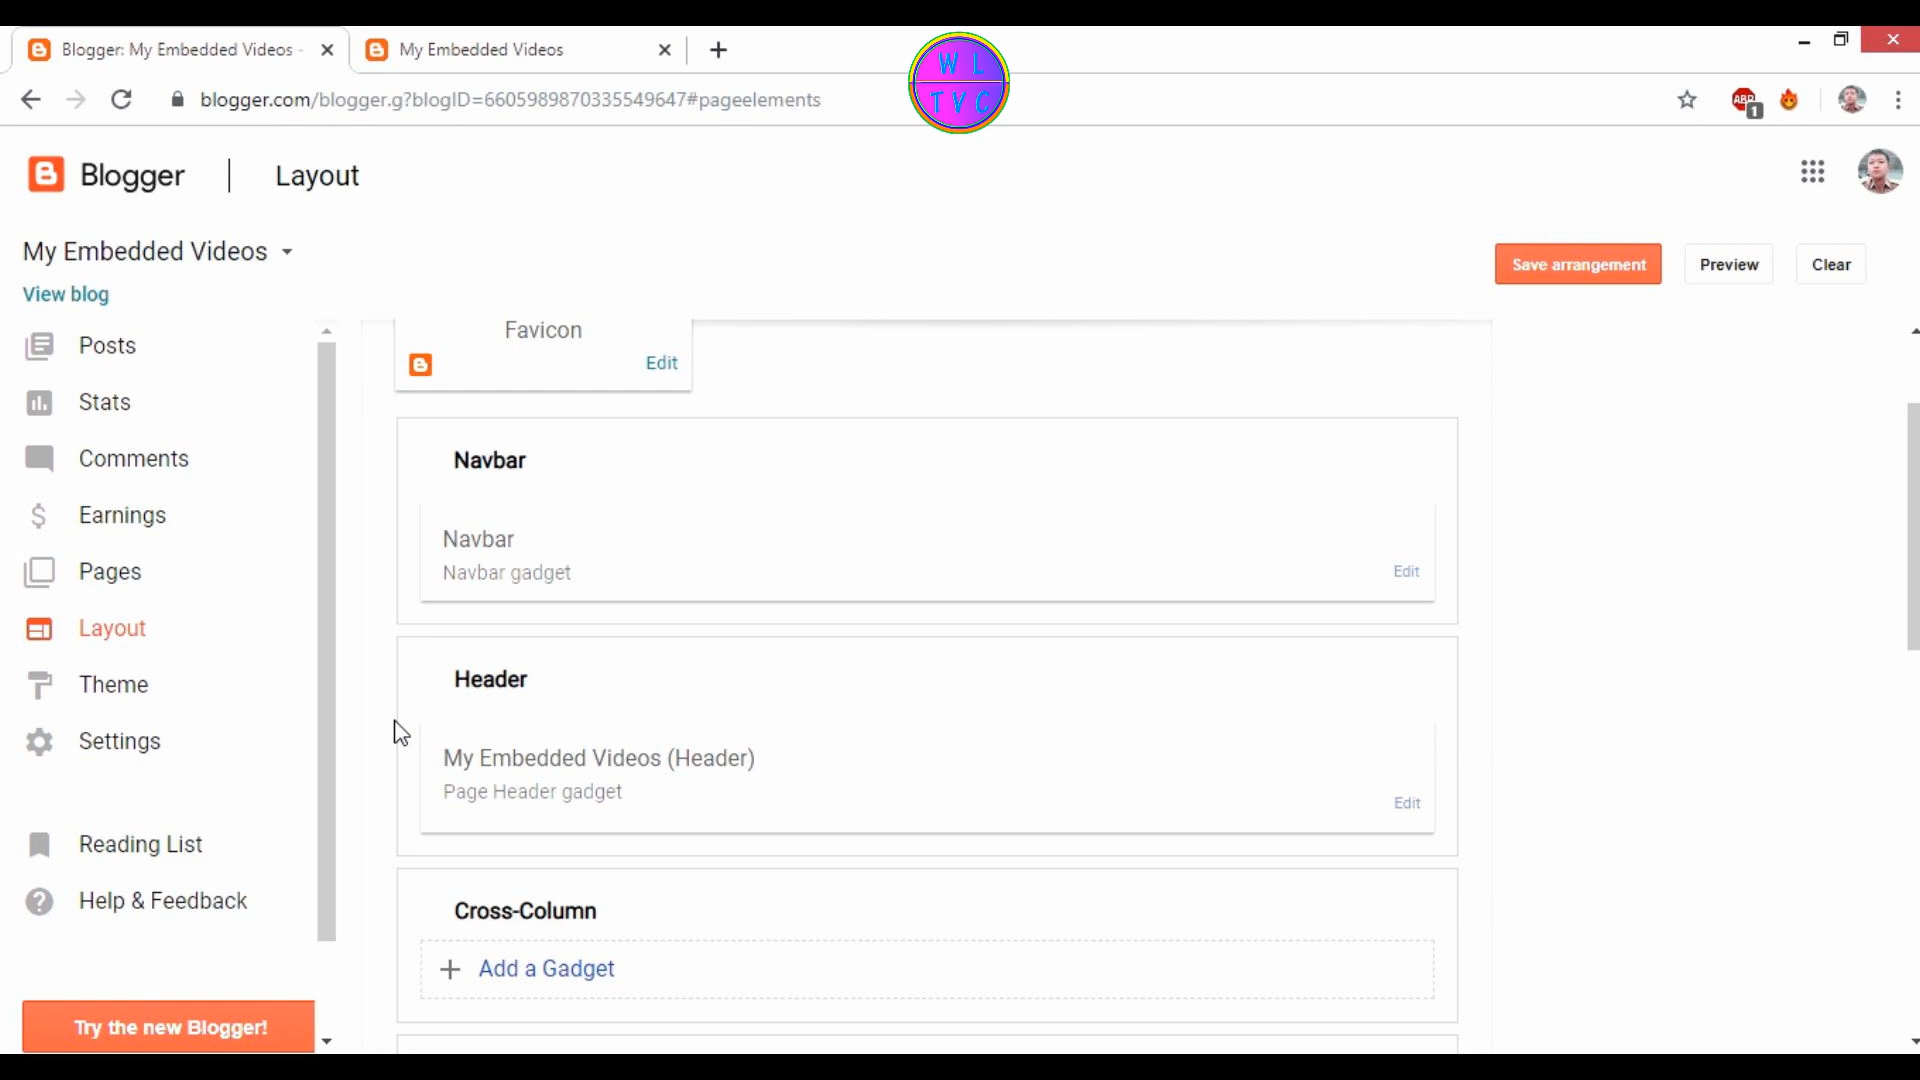 Blogger: My Embedded Videos -
My Embedded Videos
W L
T V C
blogger.com/blogger.g?blogID=6605989870335549647#pageelements
ABP
1
Blogger
Layout
My Embedded Videos
View blog
Save arrangement
Preview
Clear
Posts
Stats
Comments
Earnings
Pages
Layout
Theme
Settings
Reading List
Help & Feedback
Try the new Blogger!
Favicon
Edit
Navbar
Navbar
Navbar gadget
Edit
Header
My Embedded Videos (Header)
Page Header gadget
Edit
Cross-Column
Add a Gadget